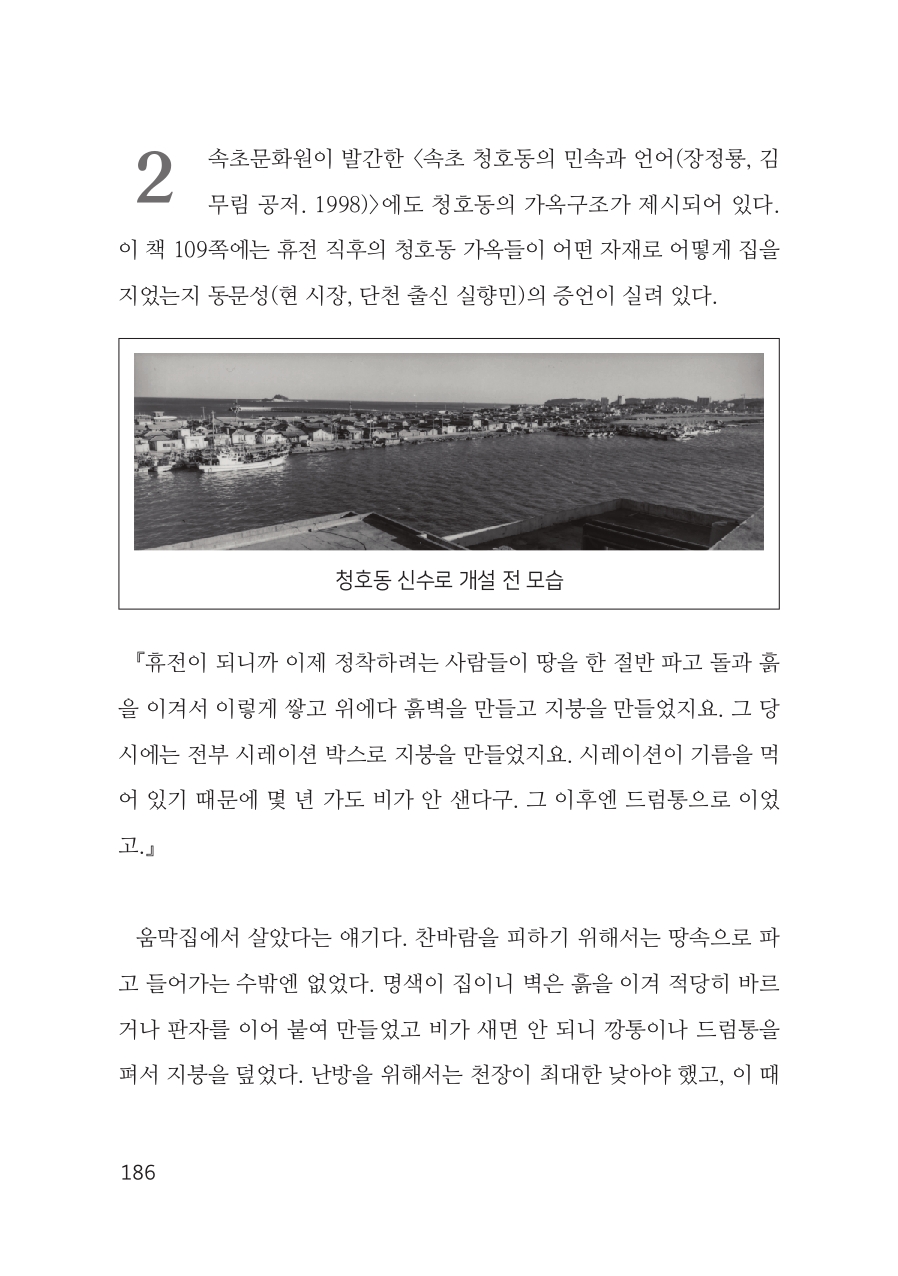 2
속초문화원이 발간한 〈속초 청호동의 민속과 언어(장정룡, 김
무림 공저. 1998)〉에도 청호동의 가옥구조가 제시되어 있다.
이 책 109쪽에는 휴전 직후의 청호동 가옥들이 어떤 자재로 어떻게 집을
지었는지 동문성(현 시장, 단천 출신 실향민)의 증언이 실려 있다.
청호동 신수로 개설 전 모습
『휴전이 되니까 이제 정착하려는 사람들이 땅을 한 절반 파고 돌과 흙
을 이겨서 이렇게 쌓고 위에다 흙벽을 만들고 지붕을 만들었지요. 그 당
시에는 전부 시레이션 박스로 지붕을 만들었지요. 시레이션이 기름을 먹
어 있기 때문에 몇 년 가도 비가 안 샌다구. 그 이후엔 드럼통으로 이었
고.』
움막집에서 살았다는 얘기다. 찬바람을 피하기 위해서는 땅속으로 파
고 들어가는 수밖엔 없었다. 명색이 집이니 벽은 흙을 이겨 적당히 바르
거나 판자를 이어 붙여 만들었고 비가 새면 안 되니 깡통이나 드럼통을
펴서 지붕을 덮었다. 난방을 위해서는 천장이 최대한 낮아야 했고, 이 때
186